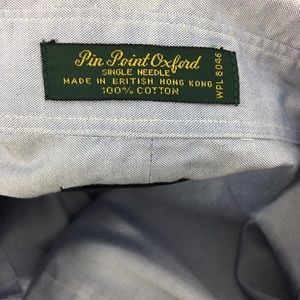 Pin Point Oxford
SINGLE NEEDLE
MADE IN BRITISH HONG KONG
100% COTTON
WPL 8046